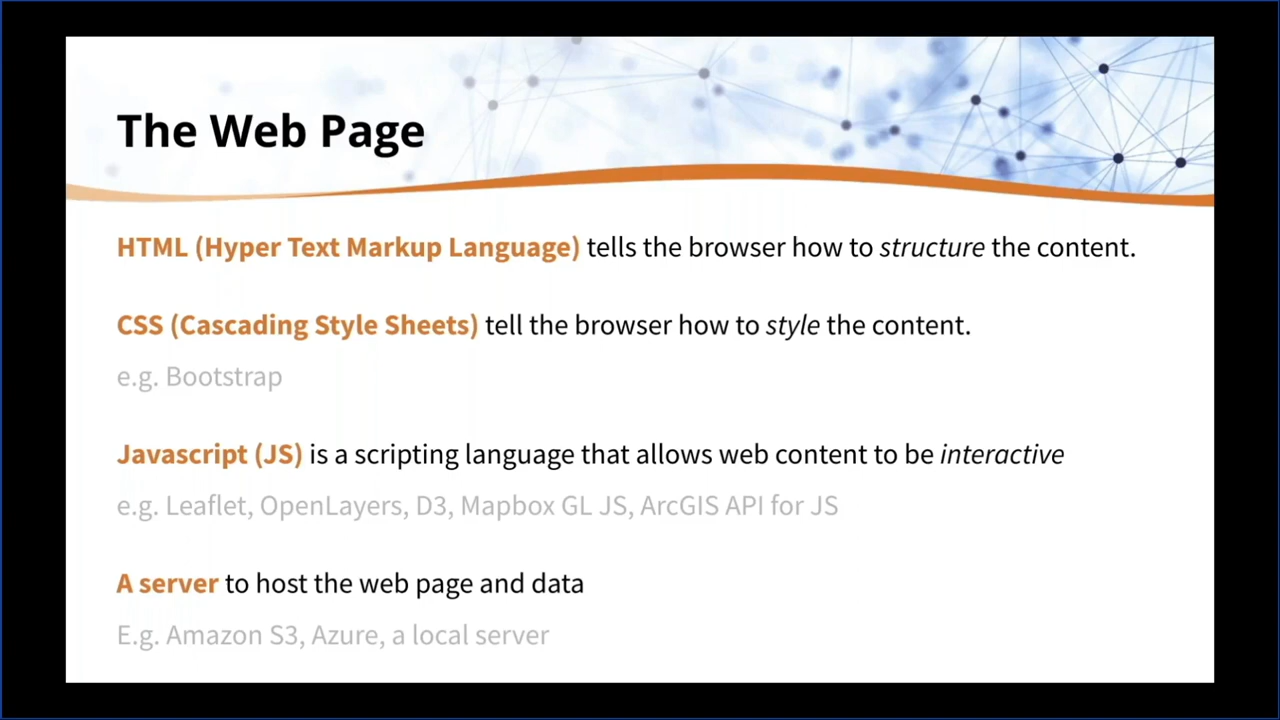 The Web Page
HTML (Hyper Text Markup Language) tells the browser how to structure the content.
CSS (Cascading Style Sheets) tell the browser how to style the content.
e.g. Bootstrap
Javascript (JS) is a scripting language that allows web content to be interactive
e.g. Leaflet, OpenLayers, D3, Mapbox GL JS, ArcGIS API for JS
A server to host the web page and data
E.g. Amazon S3, Azure, a local server